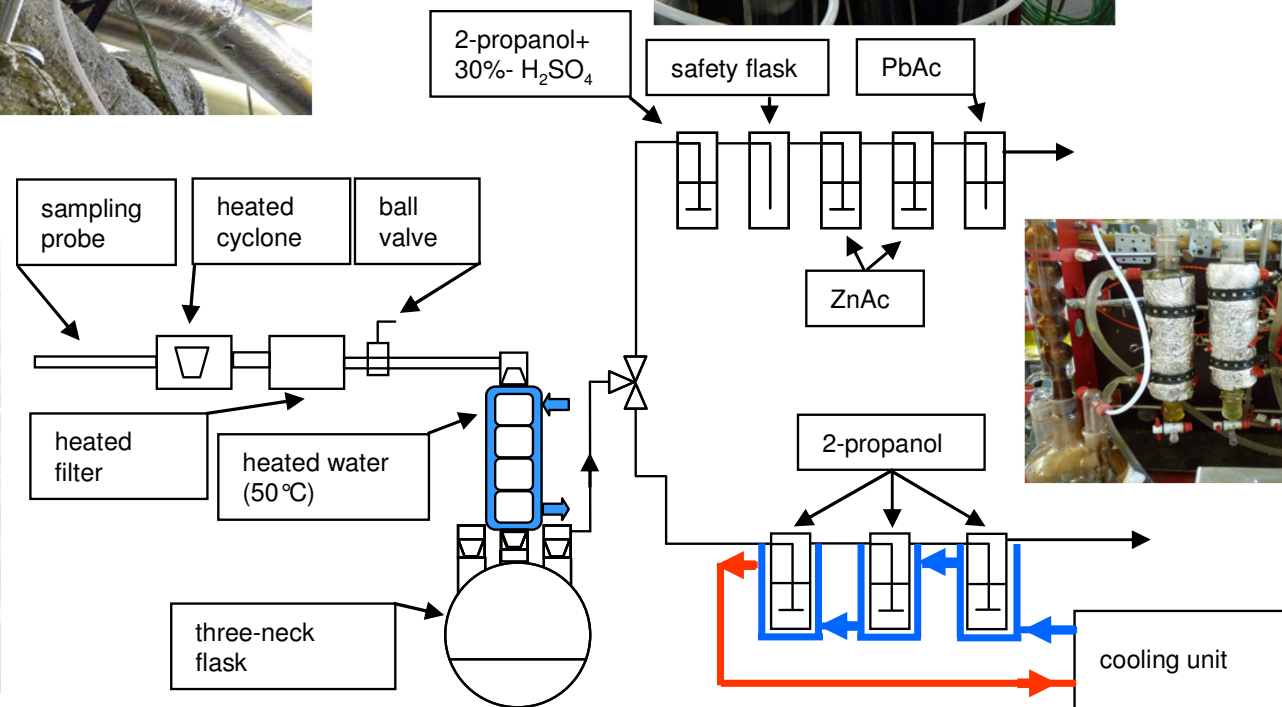 2-propanol+
30%- H₂SO₄
safety flask
PbAc
sampling
probe
heated
cyclone
ball
valve
ZnAc
heated
filter
heated water
(50°C)
2-propanol
three-neck
flask
cooling unit